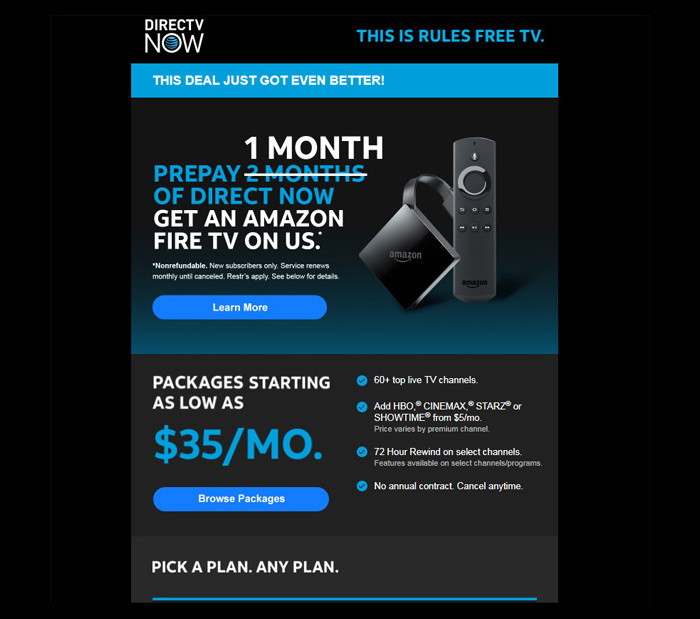 DIRECTV
NOW
THIS IS RULES FREE TV.
THIS DEAL JUST GOT EVEN BETTER!
1 MONTH
PREPAY 2 MONTHS
OF DIRECT NOW
GET AN AMAZON
FIRE TV ON US.*
*Nonrefundable. New subscribers only. Service renews
monthly until canceled. Restr's apply. See below for details.
Learn More
amazon
amazon
PACKAGES STARTING
AS LOW AS
$35/MO.
Browse Packages
60+ top live TV channels.
Add HBO,® CINEMAX,® STARZ® or
SHOWTIME® from $5/mo.
Price varies by premium channel.
72 Hour Rewind on select channels.
Features available on select channels/programs.
No annual contract. Cancel anytime.
PICK A PLAN. ANY PLAN.